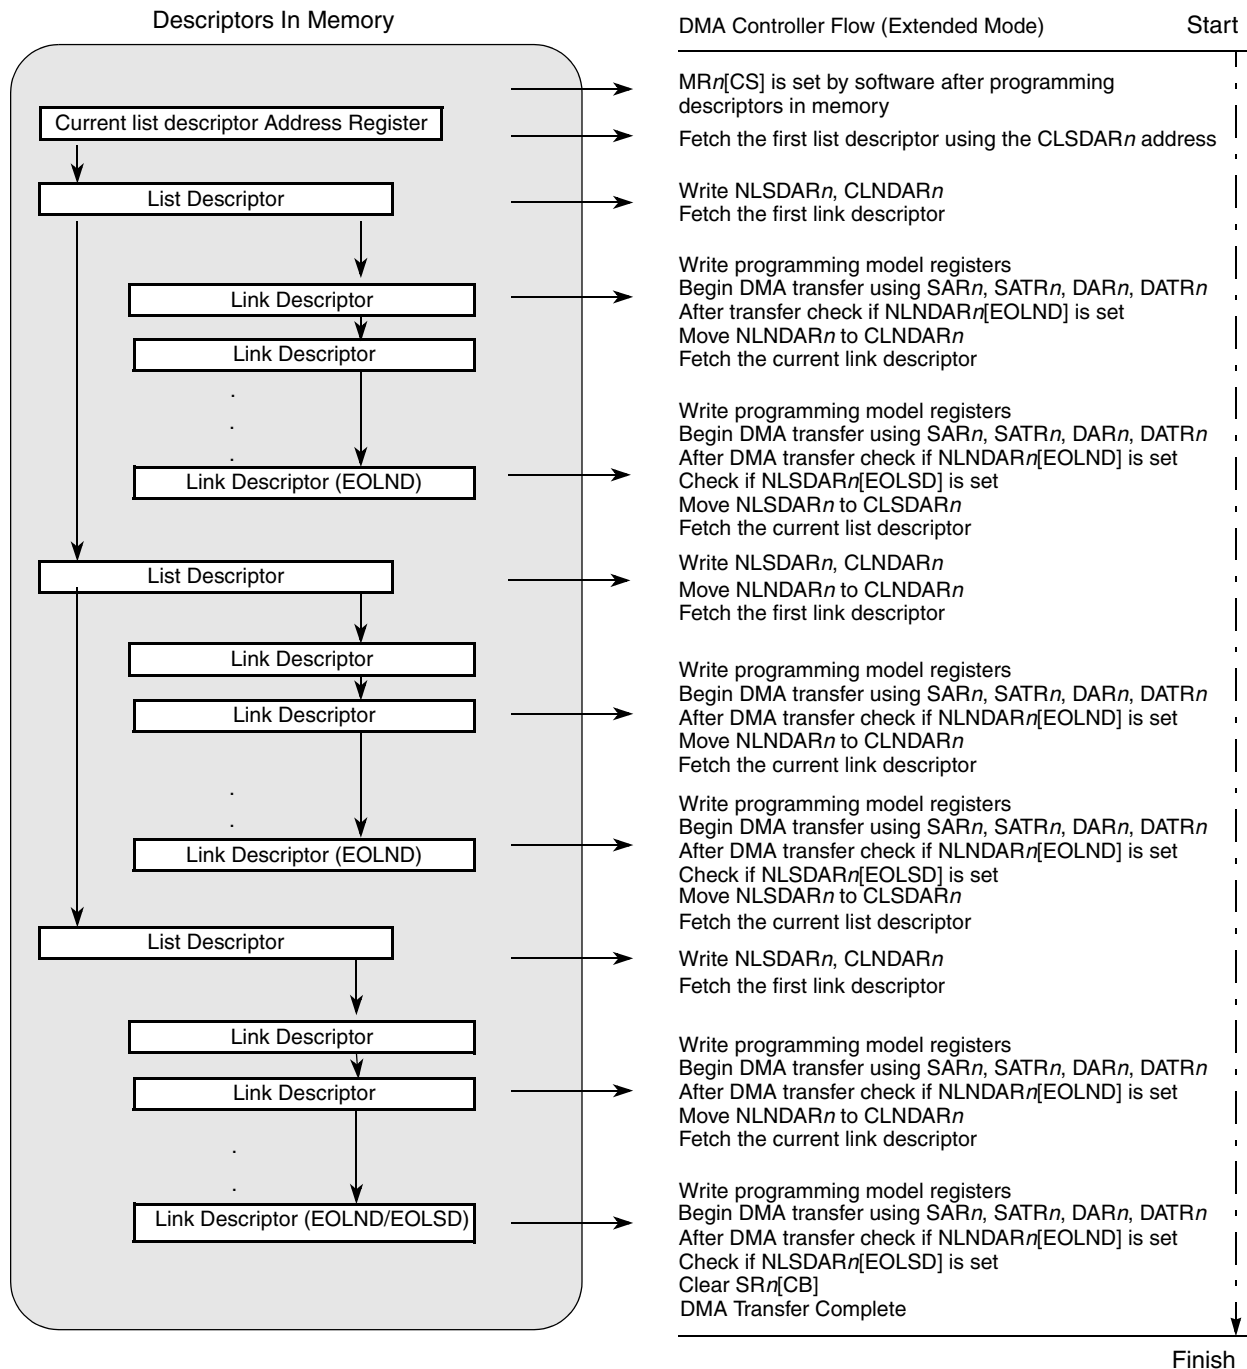 Descriptors In Memory
DMA Controller Flow (Extended Mode)
Start
MRn[CS] is set by software after programming
descriptors in memory
Current list descriptor Address Register
Fetch the first list descriptor using the CLSDARn address
List Descriptor
Write NLSDARn, CLNDARn
Fetch the first link descriptor
Write programming model registers
Link Descriptor
Begin DMA transfer using SARn, SATRn, DARn, DATRn
After transfer check if NLNDARn[EOLND] is set
Move NLNDARn to CLNDARn
Link Descriptor
Fetch the current link descriptor
.
.
.
Write programming model registers
Begin DMA transfer using SARn, SATRn, DARn, DATRn
After DMA transfer check if NLNDARn[EOLND] is set
Link Descriptor (EOLND)
Check if NLSDARn[EOLSD] is set
Move NLSDARn to CLSDARn
Fetch the current list descriptor
List Descriptor
Write NLSDARn, CLNDARn
Move NLNDARn to CLNDARn
Fetch the first link descriptor
Link Descriptor
Write programming model registers
Begin DMA transfer using SARn, SATRn, DARn, DATRn
Link Descriptor
After DMA transfer check if NLNDARn[EOLND] is set
Move NLNDARn to CLNDARn
Fetch the current link descriptor
.
.
Write programming model registers
Begin DMA transfer using SARn, SATRn, DARn, DATRn
Link Descriptor (EOLND)
After DMA transfer check if NLNDARn[EOLND] is set
Check if NLSDARn[EOLSD] is set
Move NLSDARn to CLSDARn
Fetch the current list descriptor
List Descriptor
Write NLSDARn, CLNDARn
Fetch the first link descriptor
Link Descriptor
Write programming model registers
Begin DMA transfer using SARn, SATRn, DARn, DATRn
Link Descriptor
After DMA transfer check if NLNDARn[EOLND] is set
Move NLNDARn to CLNDARn
Fetch the current link descriptor
.
.
Write programming model registers
Link Descriptor (EOLND/EOLSD)
Begin DMA transfer using SARn, SATRn, DARn, DATRn
After DMA transfer check if NLNDARn[EOLND] is set
Check if NLSDARn[EOLSD] is set
Clear SRn[CB]
DMA Transfer Complete
Finish